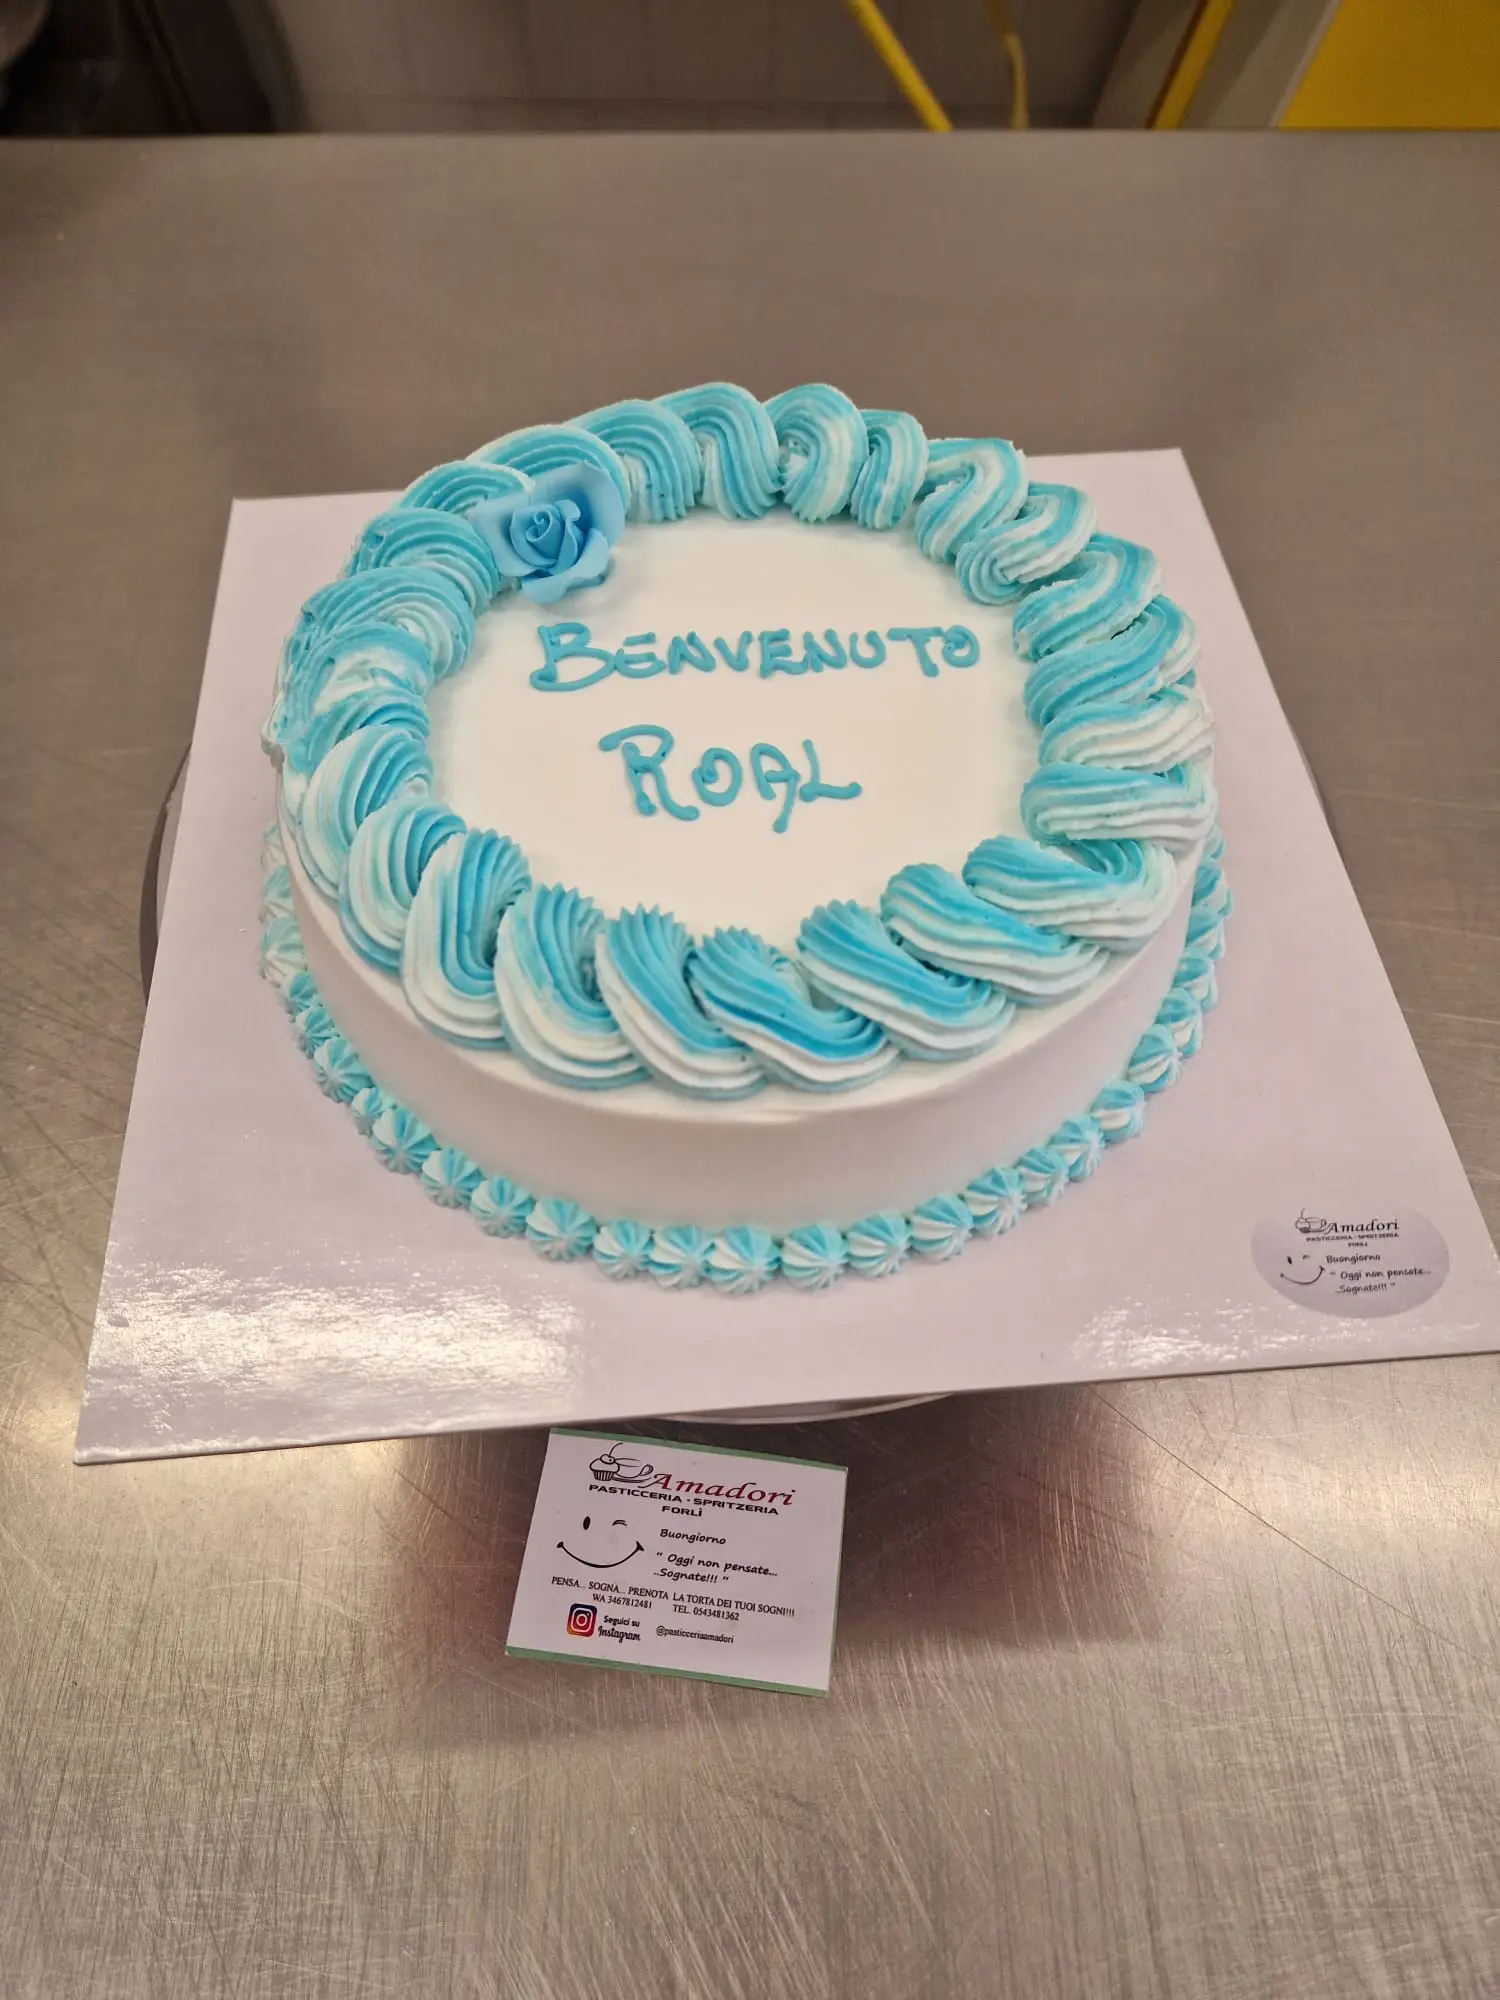 BENVENUTO
ROAL
Amadori
PASTICCERIA - SPRITZERIA
FORLÌ
Buongiorno
" Oggi non pensate...
..Sognate!!! "
Amadori
PASTICCERIA - SPRITZERIA
FORLÌ
Buongiorno
" Oggi non pensate...
..Sognate!!! "
PENSA... SOGNA... PRENOTA LA TORTA DEI TUOI SOGNI!!!
WA 3467812481 TEL. 0543481362
Seguici su
Instagram
@pasticceriaamadori